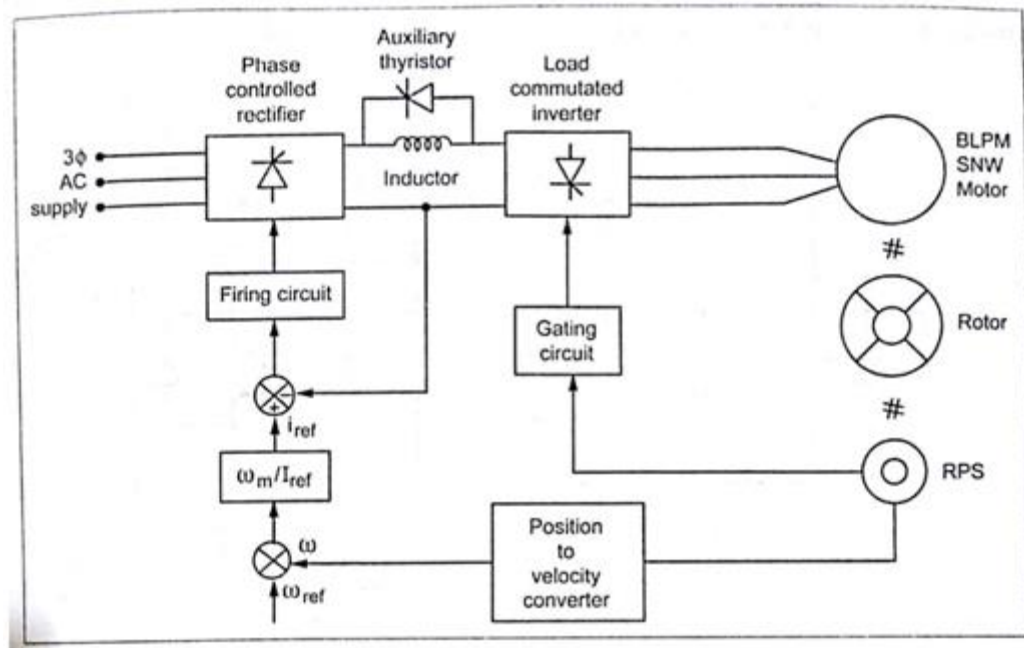 Auxiliary
thyristor
Phase
controlled
rectifier
Load
commutated
inverter
3ϕ
AC
supply
Inductor
BLPM
SNW
Motor
#
Firing circuit
Gating
circuit
Rotor
−
+
i_ref
#
ω_m/I_ref
RPS
ω
ω_ref
Position
to
velocity
converter